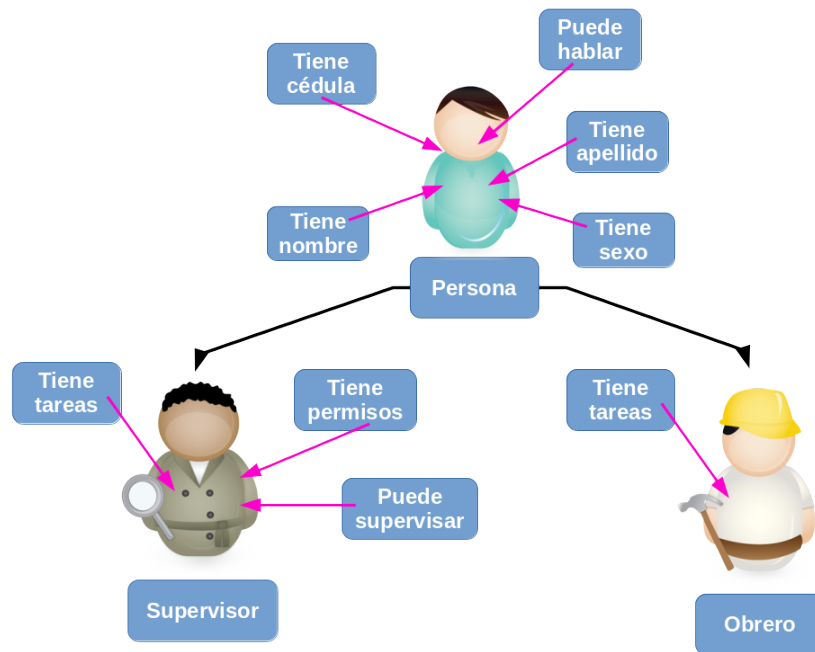 Puede
hablar
Tiene
cédula
Tiene
apellido
Tiene
nombre
Tiene
sexo
Persona
Tiene
tareas
Tiene
permisos
Puede
supervisar
Supervisor
Tiene
tareas
Obrero